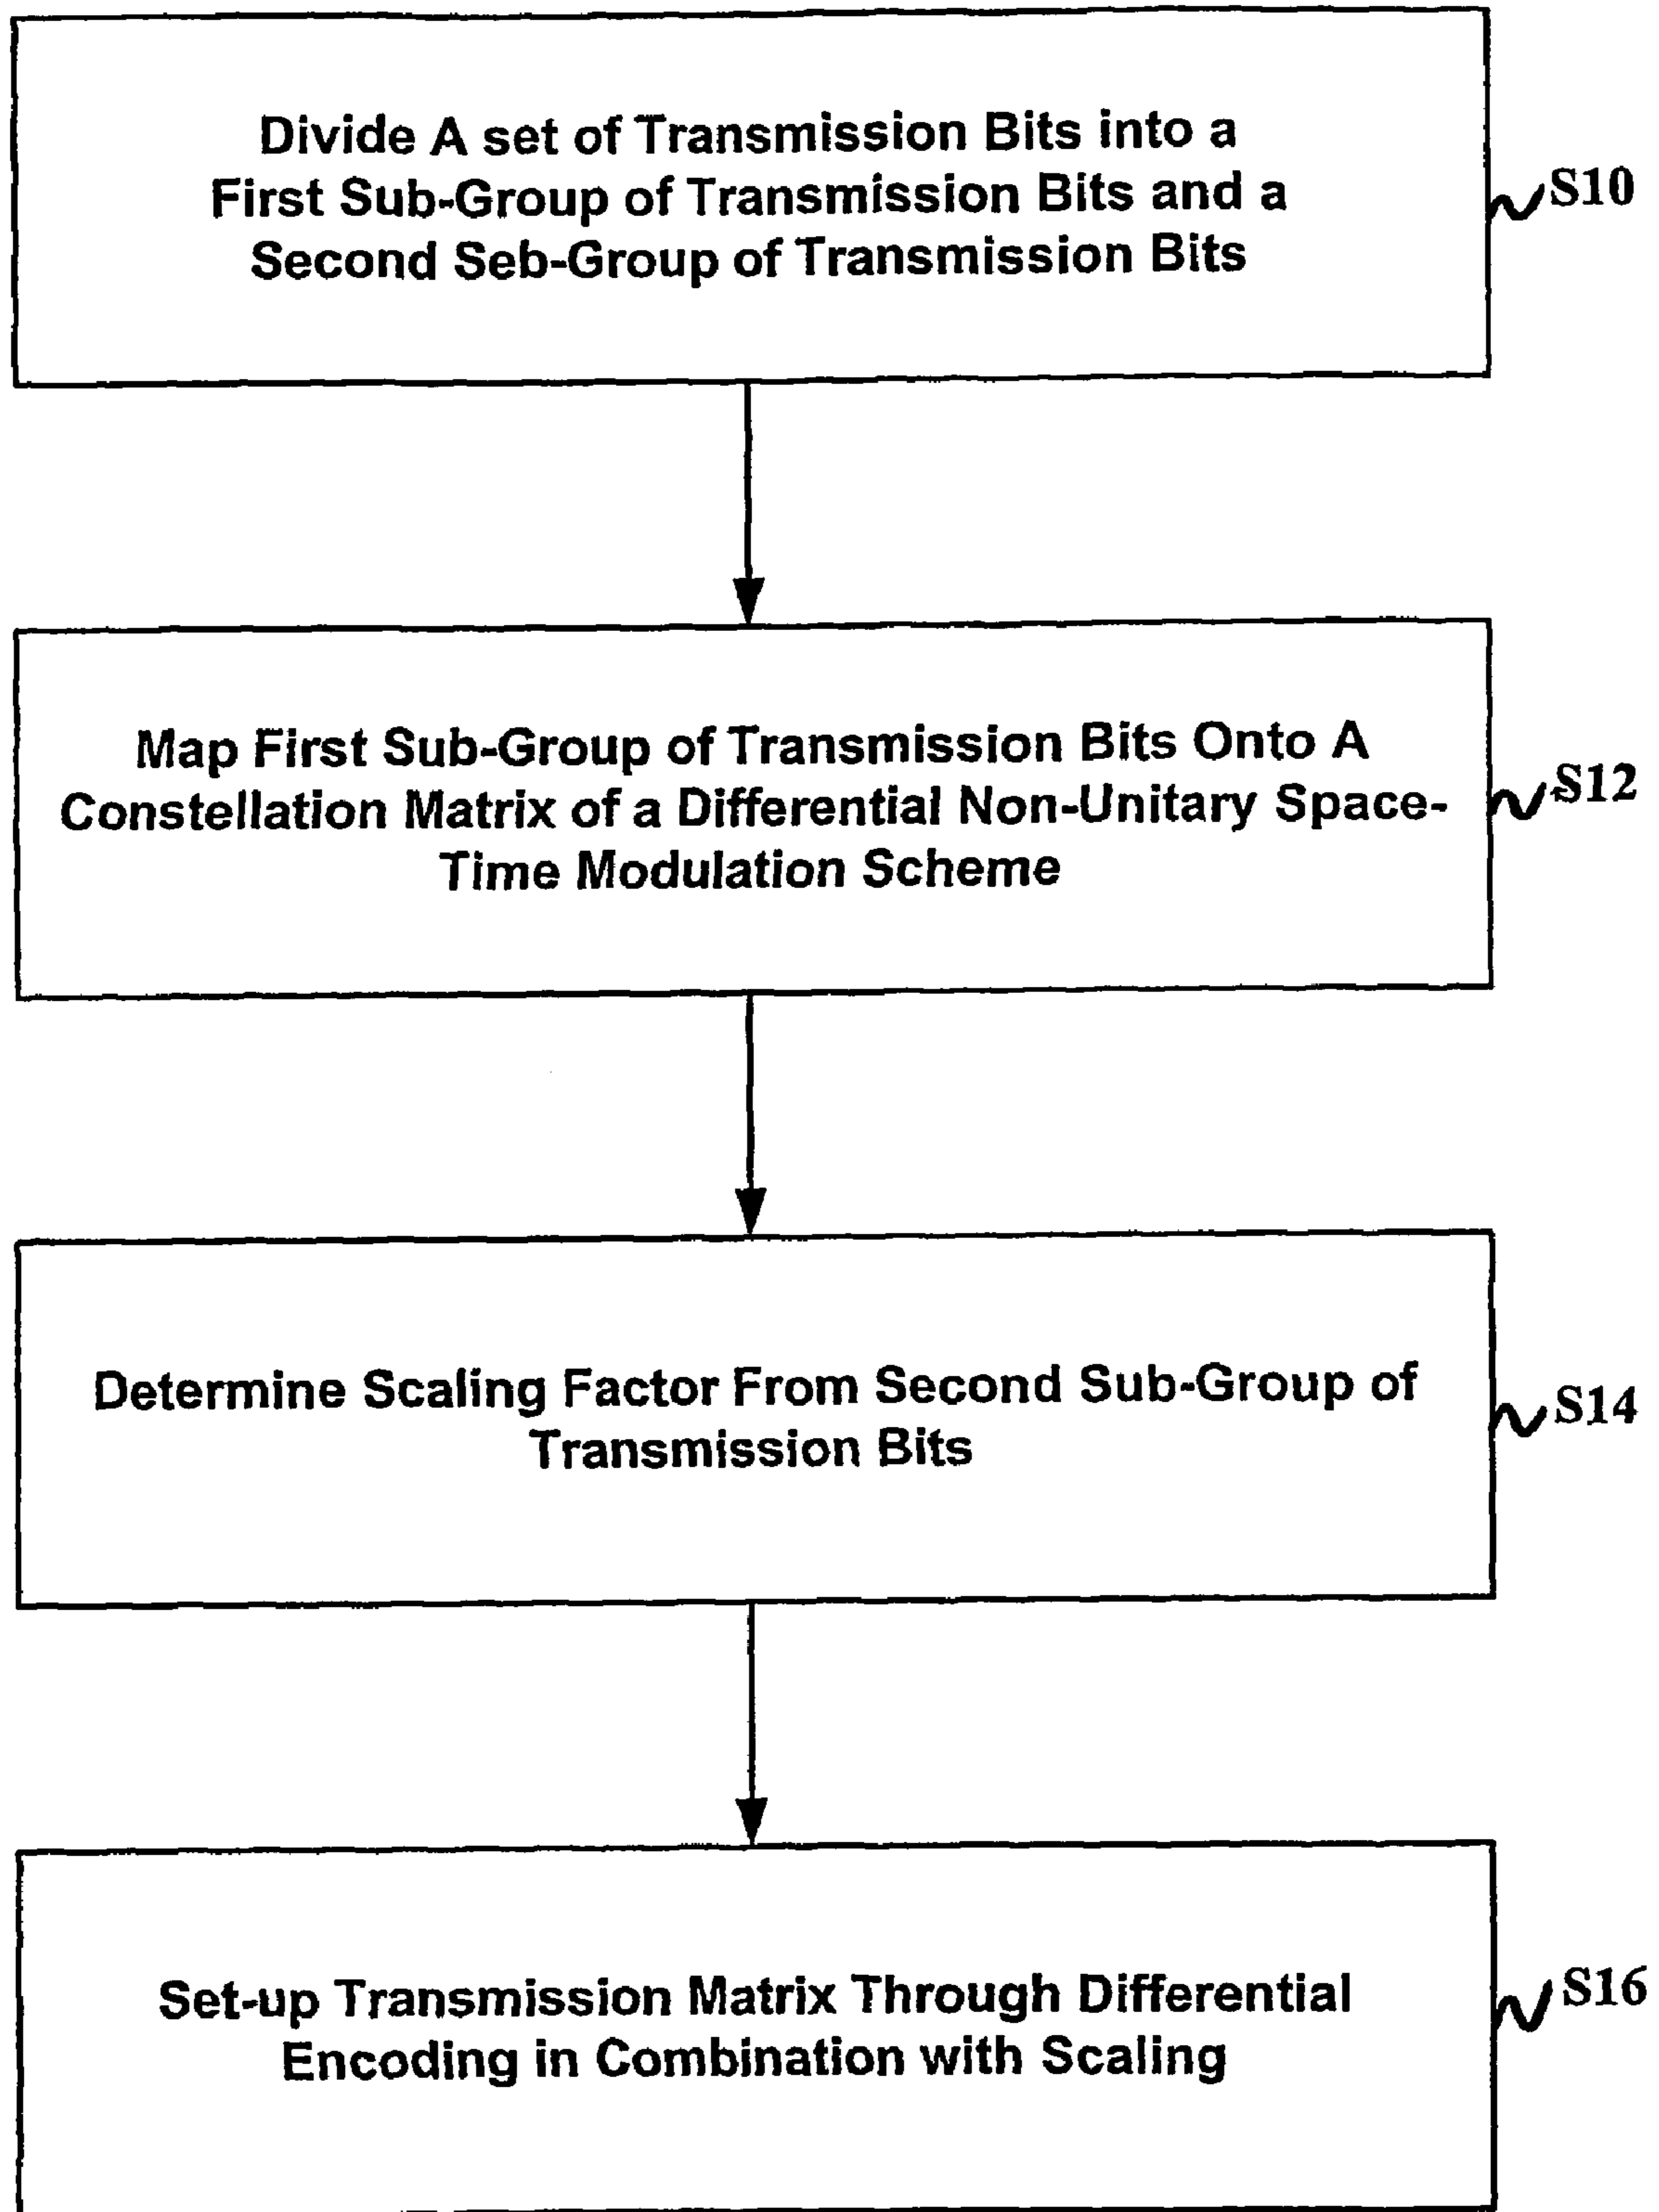 Divide A set of Transmission Bits into a
First Sub-Group of Transmission Bits and a
Second Seb-Group of Transmission Bits
S10
Map First Sub-Group of Transmission Bits Onto A
Constellation Matrix of a Differential Non-Unitary Space-
Time Modulation Scheme
S12
Determine Scaling Factor From Second Sub-Group of
Transmission Bits
S14
Set-up Transmission Matrix Through Differential
Encoding in Combination with Scaling
S16